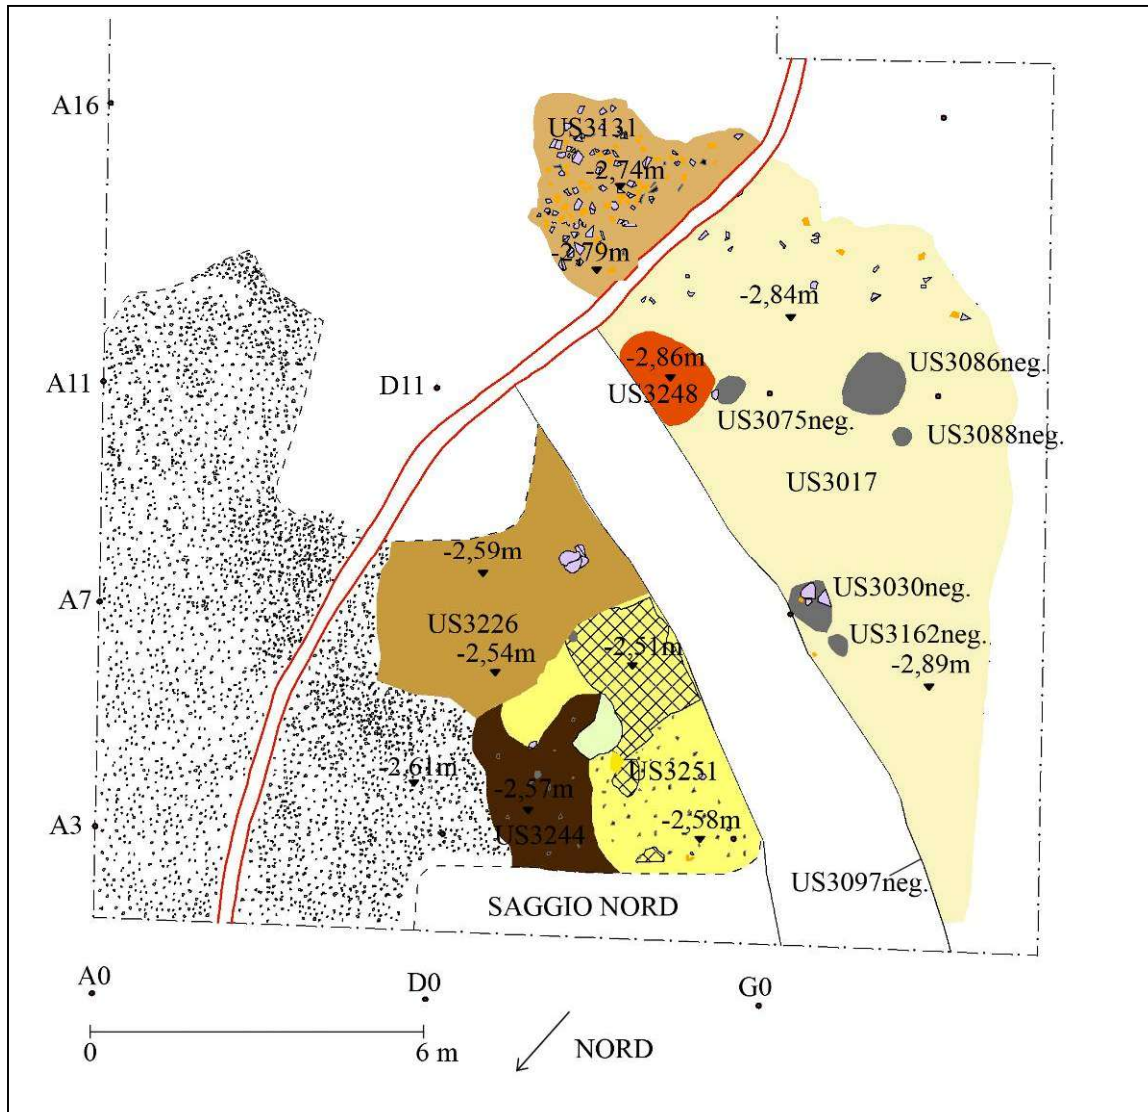 A16
US3131
-2,74m
-2,79m
-2,84m
-2,86m
US3248
US3086neg.
A11
D11
US3075neg.
US3088neg.
US3017
-2,59m
A7
US3030neg.
US3226
US3162neg.
-2,54m
-2,51m
-2,89m
-2,61m
US3251
-2,57m
A3
US3244
-2,58m
US3097neg.
SAGGIO NORD
A0
D0
G0
0
6 m
NORD